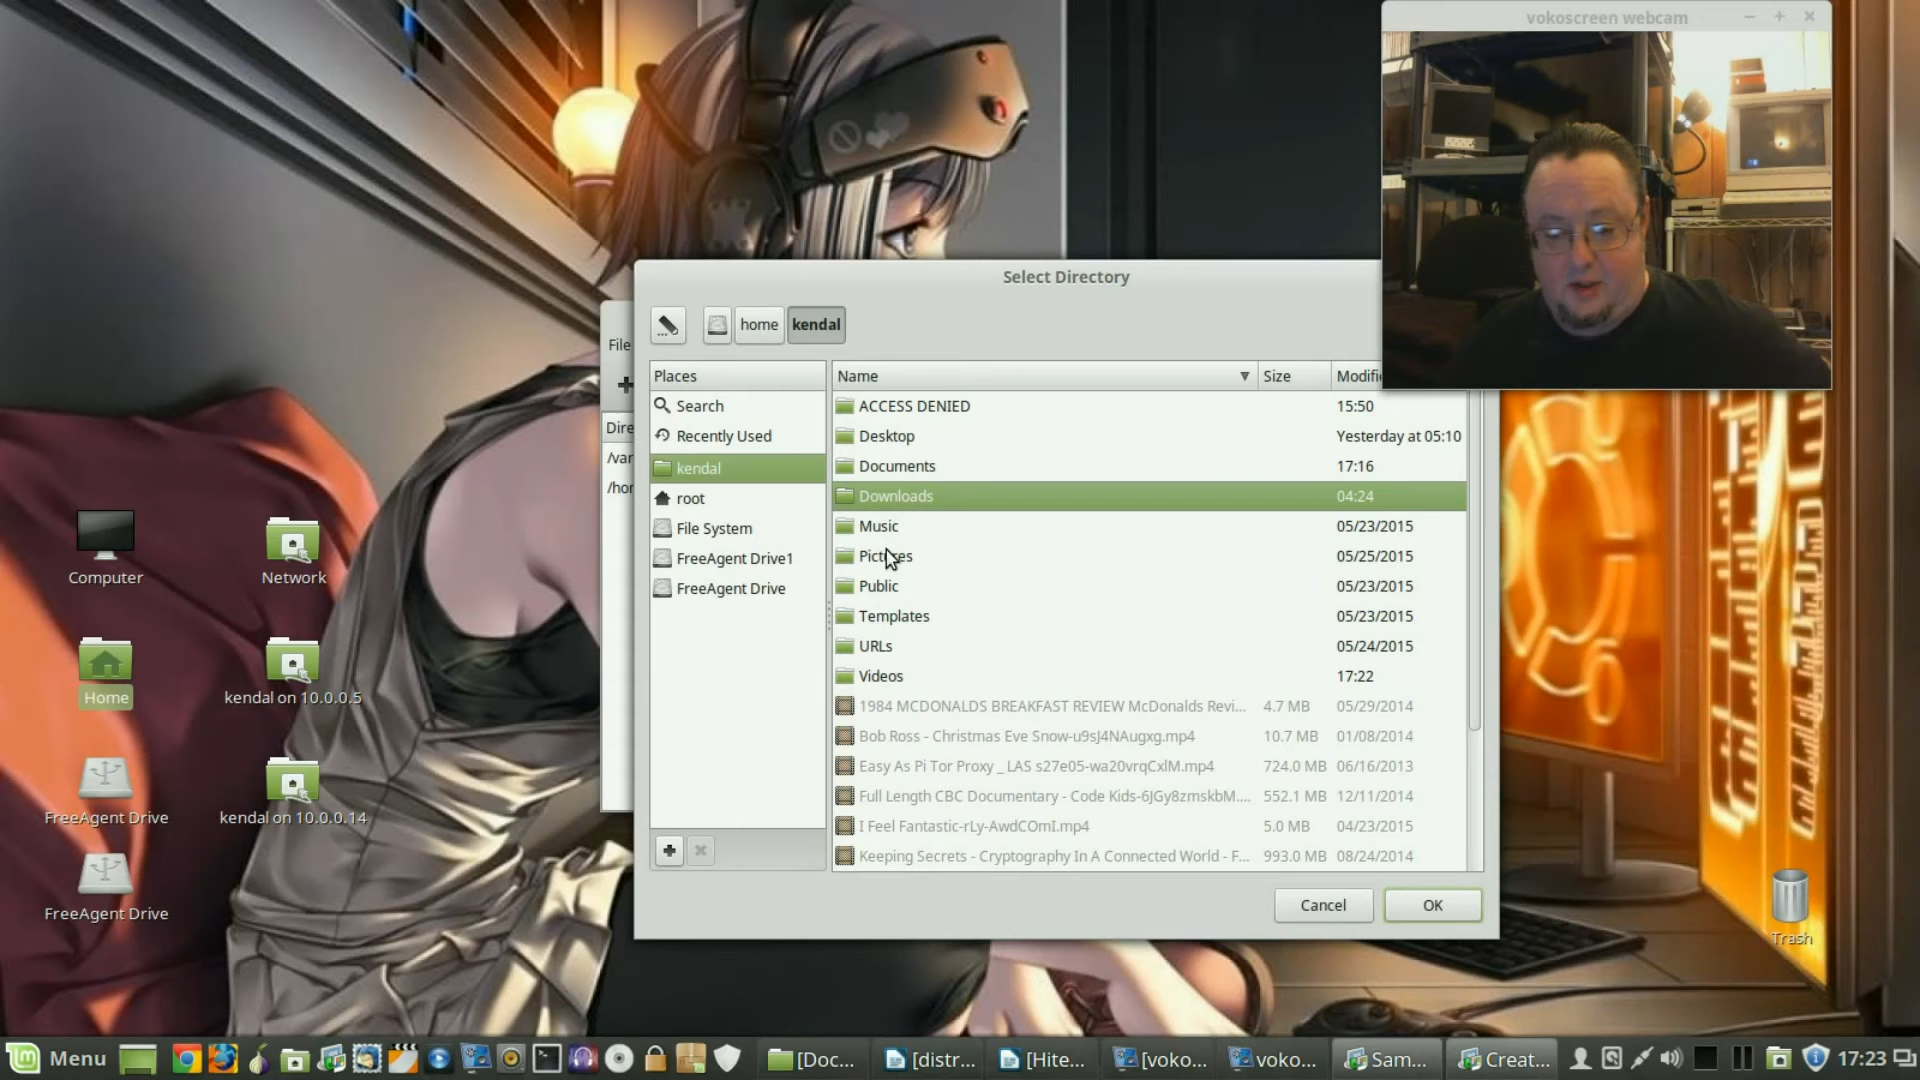 vokoscreen webcam
Select Directory
home
kendal
File
Places
Name
Size
Modifi
Dire
/var
/hor
Search
Recently Used
kendal
root
File System
FreeAgent Drive1
FreeAgent Drive
ACCESS DENIED 15:50
Desktop Yesterday at 05:10
Documents 17:16
Downloads 04:24
Music 05/23/2015
Pictures 05/25/2015
Public 05/23/2015
Templates 05/23/2015
URLs 05/24/2015
Videos 17:22
1984 MCDONALDS BREAKFAST REVIEW McDonalds Revi... 4.7 MB 05/29/2014
Bob Ross - Christmas Eve Snow-u9sJ4NAugxg.mp4 10.7 MB 01/08/2014
Easy As Pi Tor Proxy _ LAS s27e05-wa20vrqCxlM.mp4 724.0 MB 06/16/2013
Full Length CBC Documentary - Code Kids-6JGy8zmskbM.... 552.1 MB 12/11/2014
I Feel Fantastic-rLy-AwdCOmI.mp4 5.0 MB 04/23/2015
Keeping Secrets - Cryptography In A Connected World - F... 993.0 MB 08/24/2014
Cancel
OK
Computer
Network
Home
kendal on 10.0.0.5
FreeAgent Drive
kendal on 10.0.0.14
FreeAgent Drive
Trash
Menu
[Doc...
[distr...
[Hite...
[voko...
voko...
Sam...
Creat...
17:23